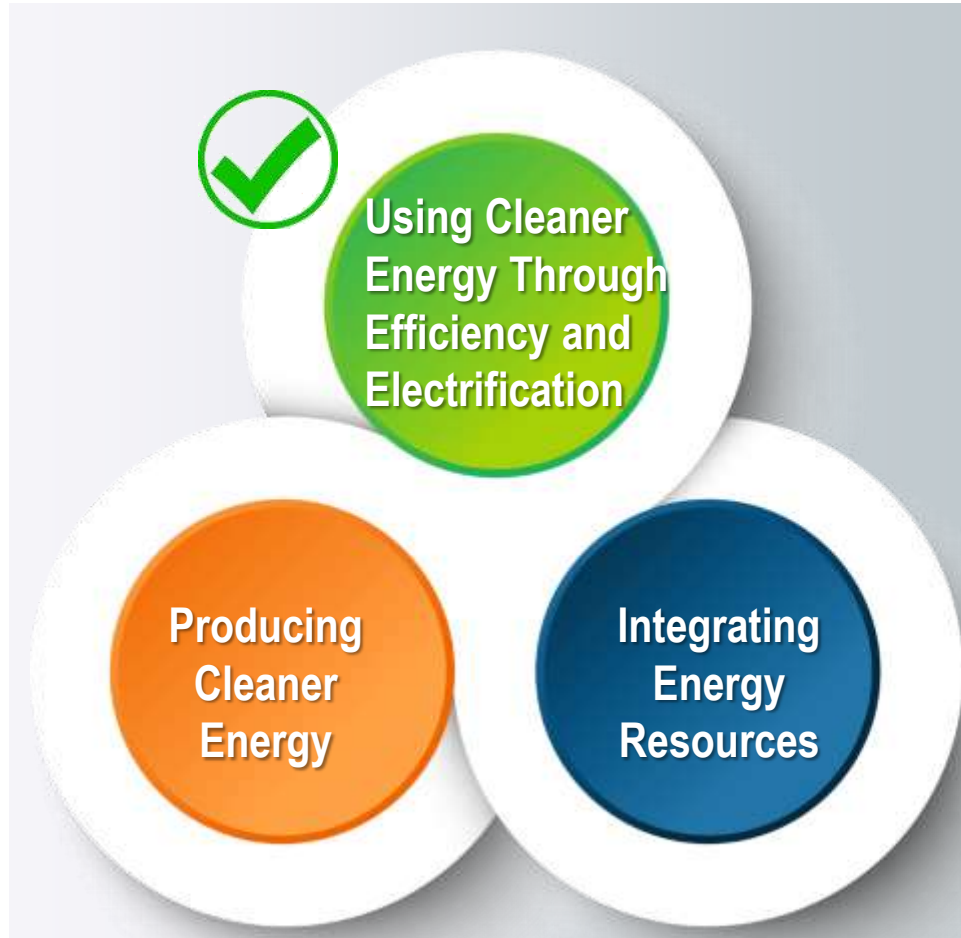 Using Cleaner
Energy Through
Efficiency and
Electrification
Producing
Cleaner
Energy
Integrating
Energy
Resources